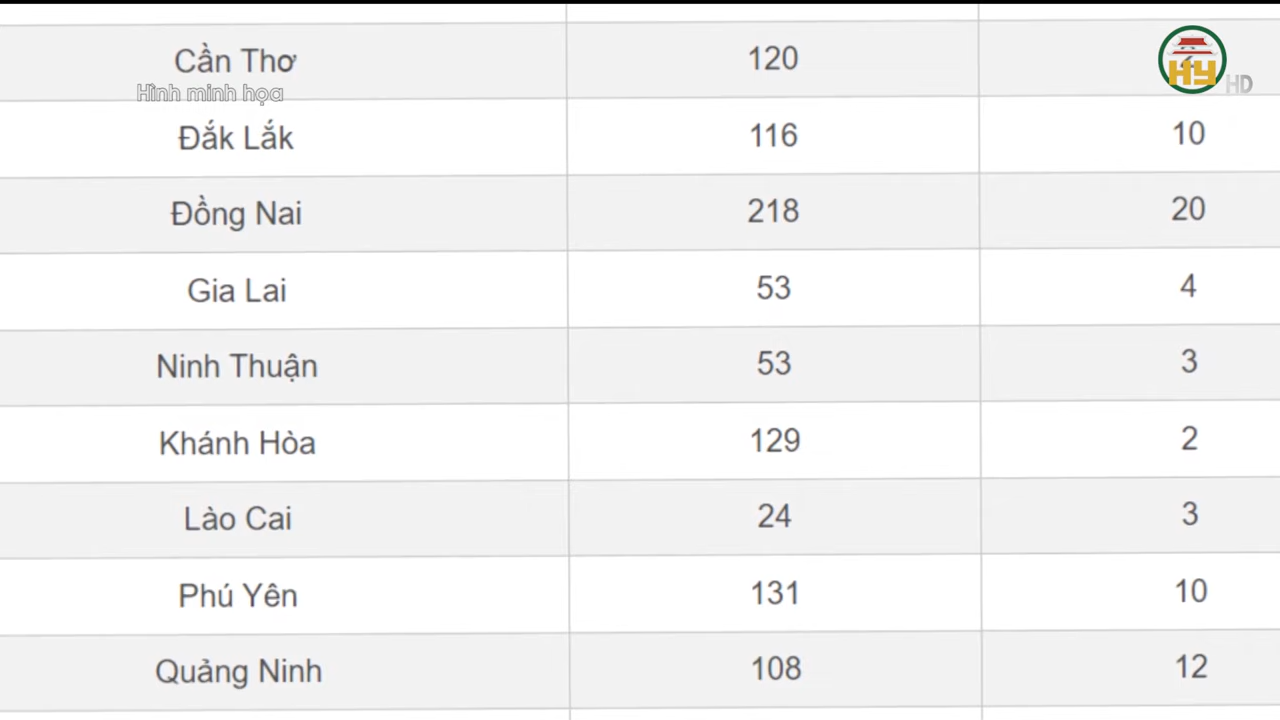 Cần Thơ 120
Hình minh họa
HY HD
Đắk Lắk 116 10
Đồng Nai 218 20
Gia Lai 53 4
Ninh Thuận 53 3
Khánh Hòa 129 2
Lào Cai 24 3
Phú Yên 131 10
Quảng Ninh 108 12